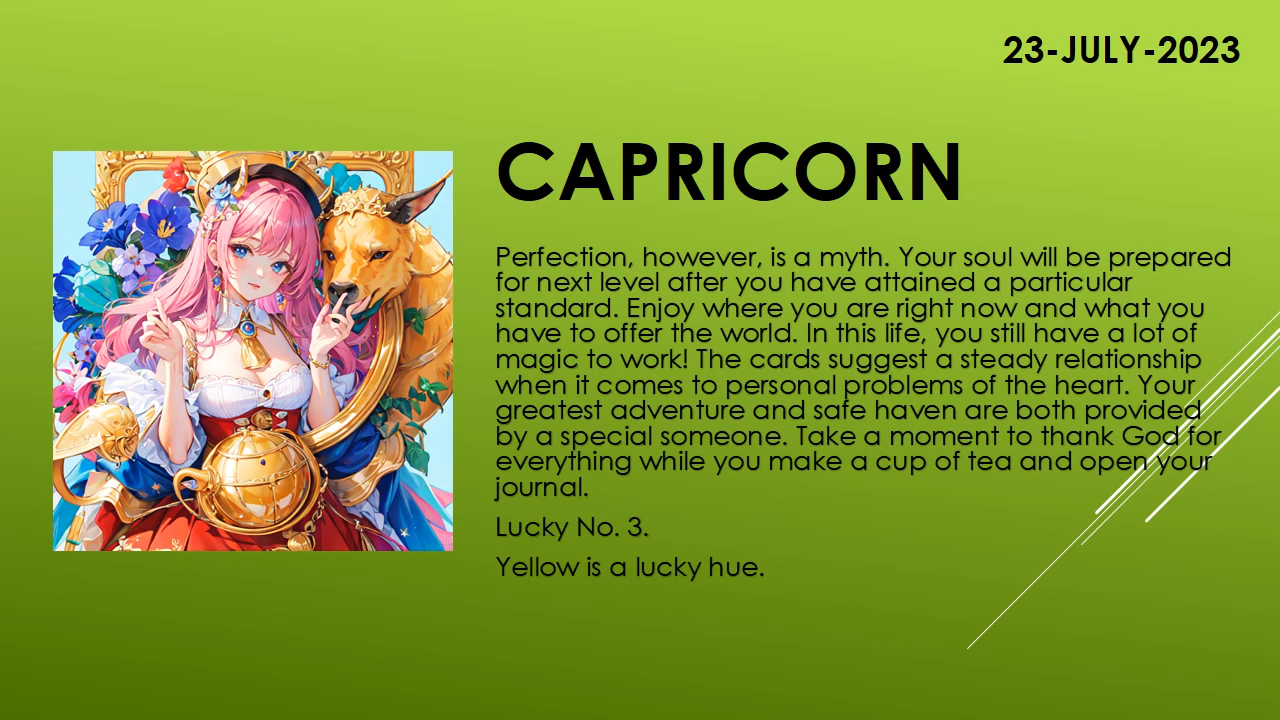 23-JULY-2023
CAPRICORN
Perfection, however, is a myth. Your soul will be prepared
for next level after you have attained a particular
standard. Enjoy where you are right now and what you
have to offer the world. In this life, you still have a lot of
magic to work! The cards suggest a steady relationship
when it comes to personal problems of the heart. Your
greatest adventure and safe haven are both provided
by a special someone. Take a moment to thank God for
everything while you make a cup of tea and open your
journal.
Lucky No. 3.
Yellow is a lucky hue.